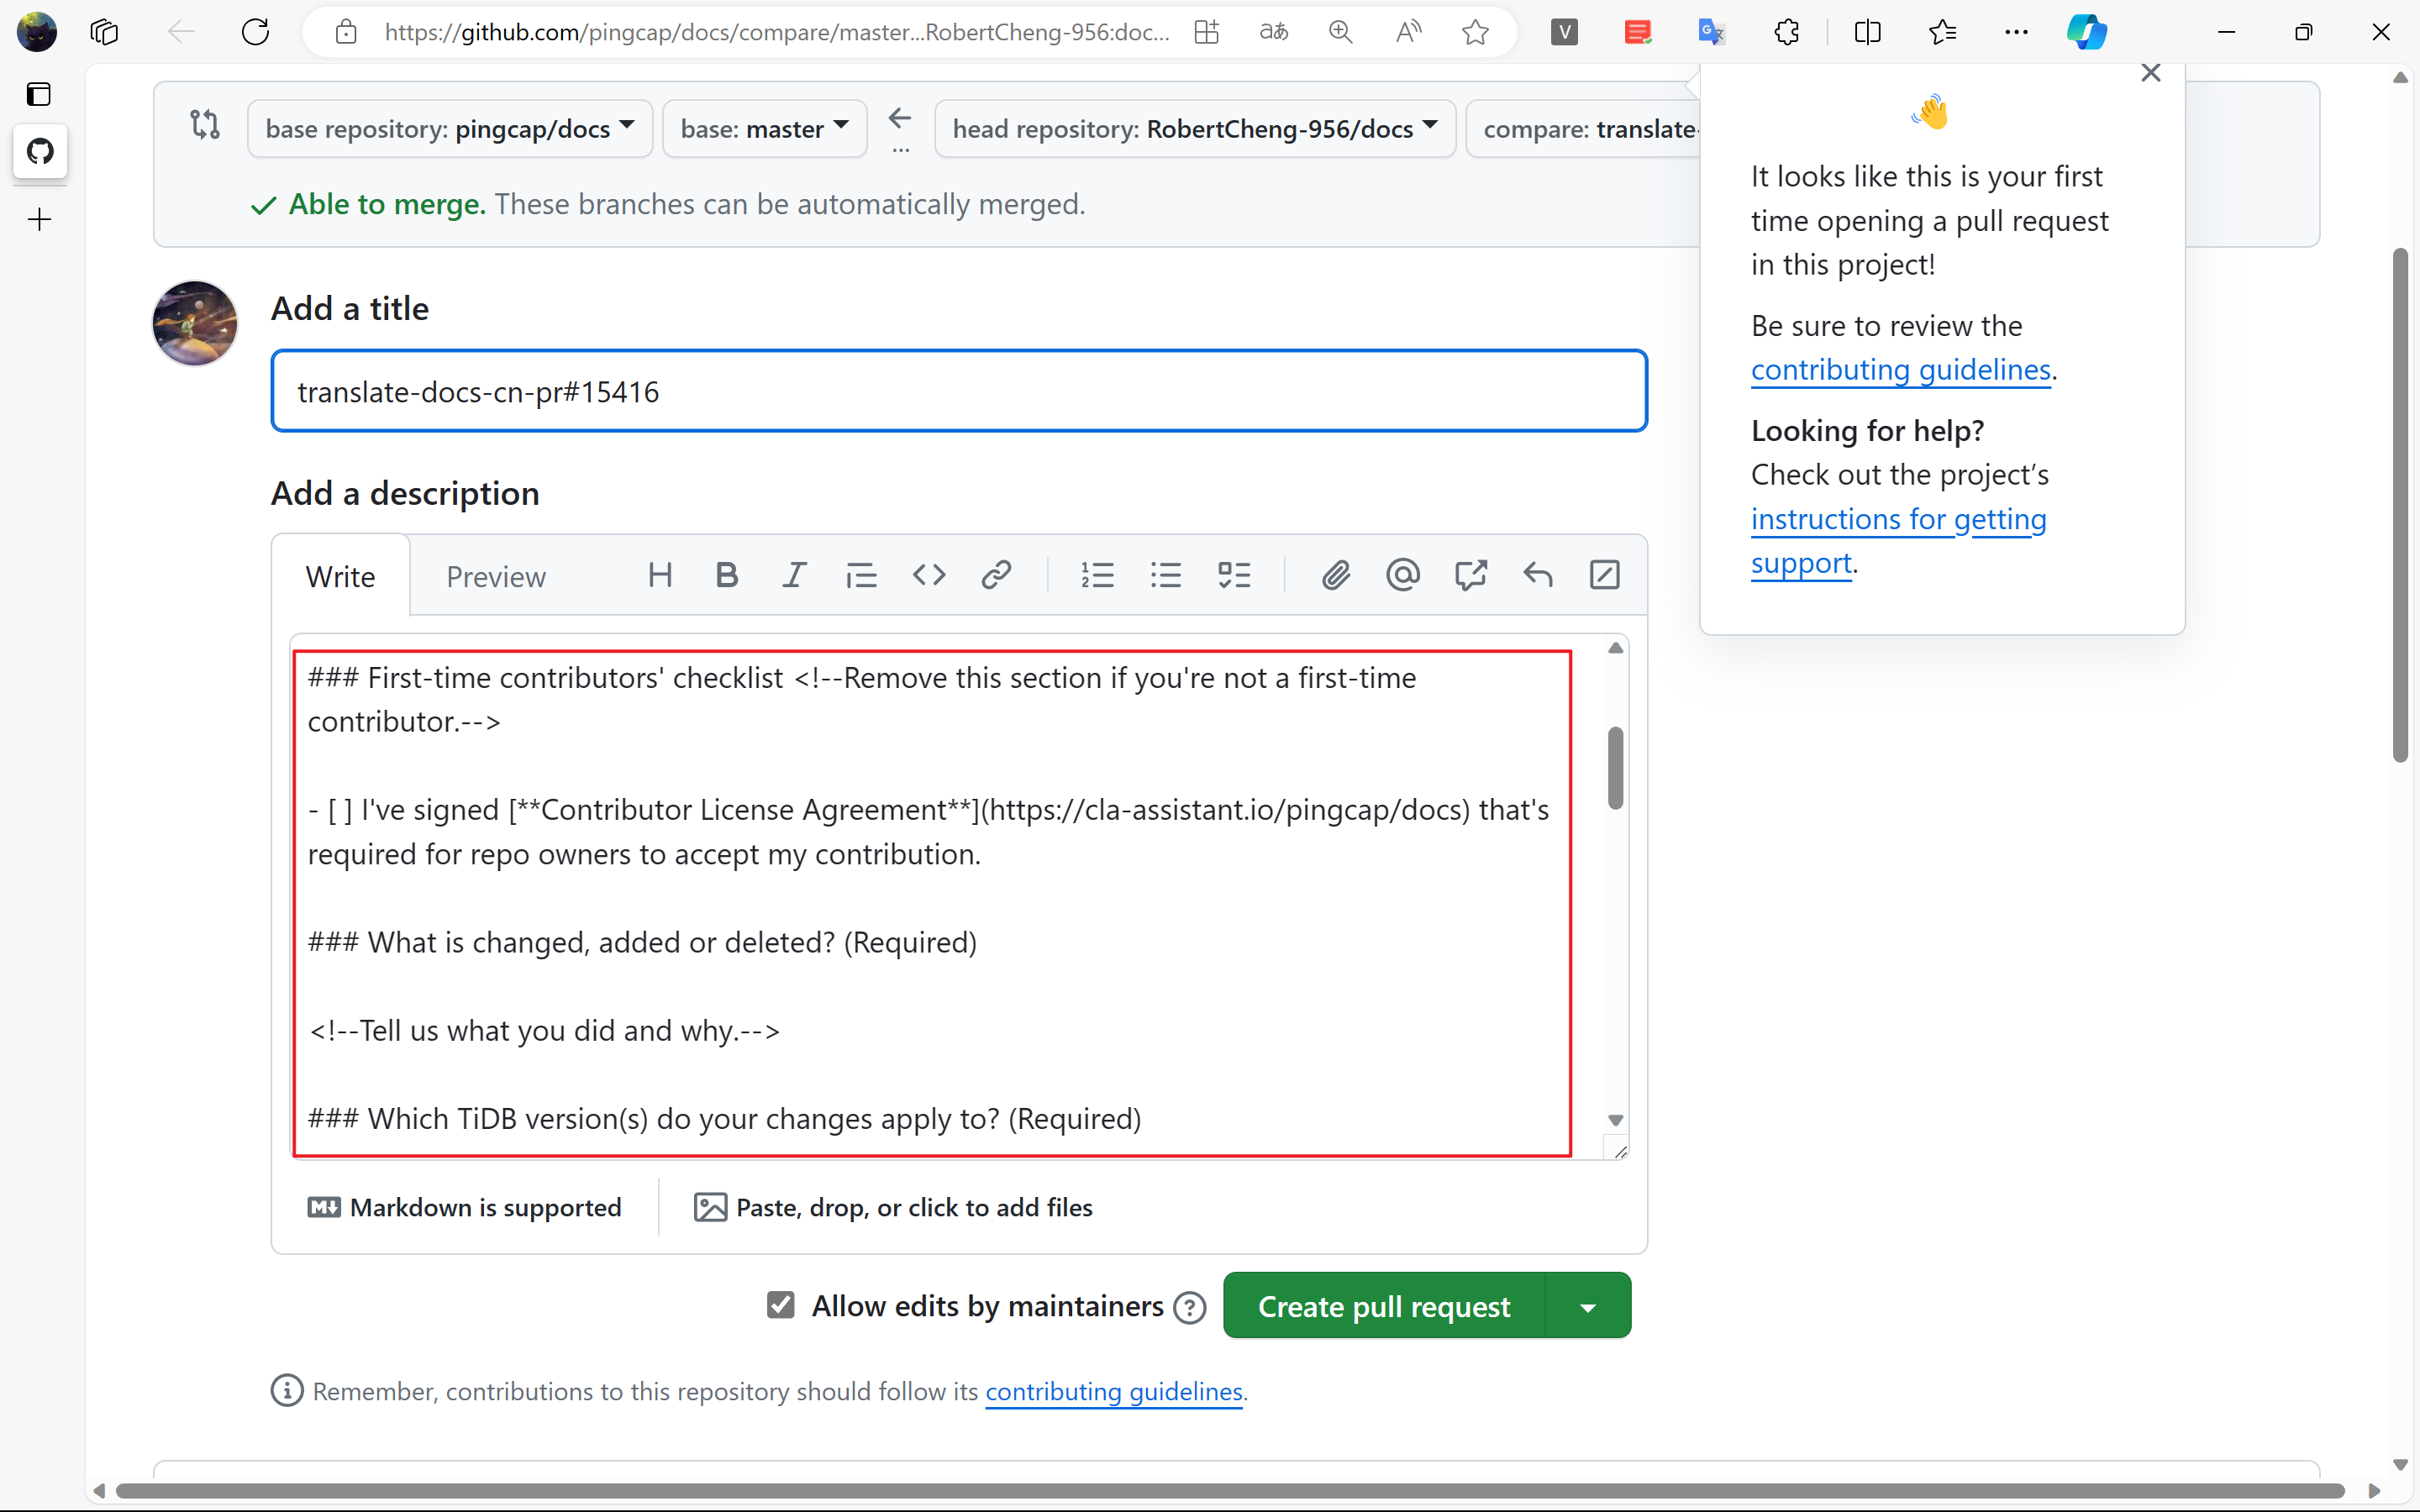 https://github.com/pingcap/docs/compare/master...RobertCheng-956:doc...
base repository: pingcap/docs
base: master
...
head repository: RobertCheng-956/docs
compare: translate-
Able to merge. These branches can be automatically merged.
It looks like this is your first
time opening a pull request
in this project!
Be sure to review the
contributing guidelines.
Looking for help?
Check out the project's
instructions for getting
support.
Add a title
translate-docs-cn-pr#15416
Add a description
Write
Preview
### First-time contributors' checklist <!--Remove this section if you're not a first-time
contributor.-->
- [ ] I've signed [**Contributor License Agreement**](https://cla-assistant.io/pingcap/docs) that's
required for repo owners to accept my contribution.
### What is changed, added or deleted? (Required)
<!--Tell us what you did and why.-->
### Which TiDB version(s) do your changes apply to? (Required)
Markdown is supported
Paste, drop, or click to add files
Allow edits by maintainers
Create pull request
Remember, contributions to this repository should follow its contributing guidelines.